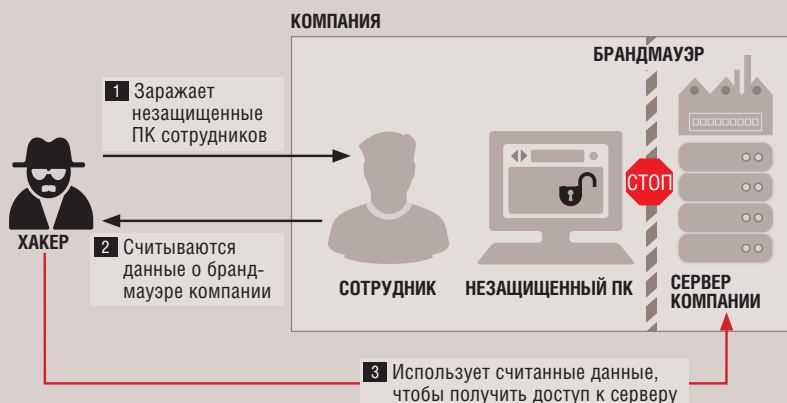 КОМПАНИЯ
БРАНДМАУЭР
1 Заражает
незащищенные
ПК сотрудников
СТОП
ХАКЕР
2 Считываются
данные о бранд-
мауэре компании
СОТРУДНИК
НЕЗАЩИЩЕННЫЙ ПК
СЕРВЕР
КОМПАНИИ
3 Использует считанные данные,
чтобы получить доступ к серверу